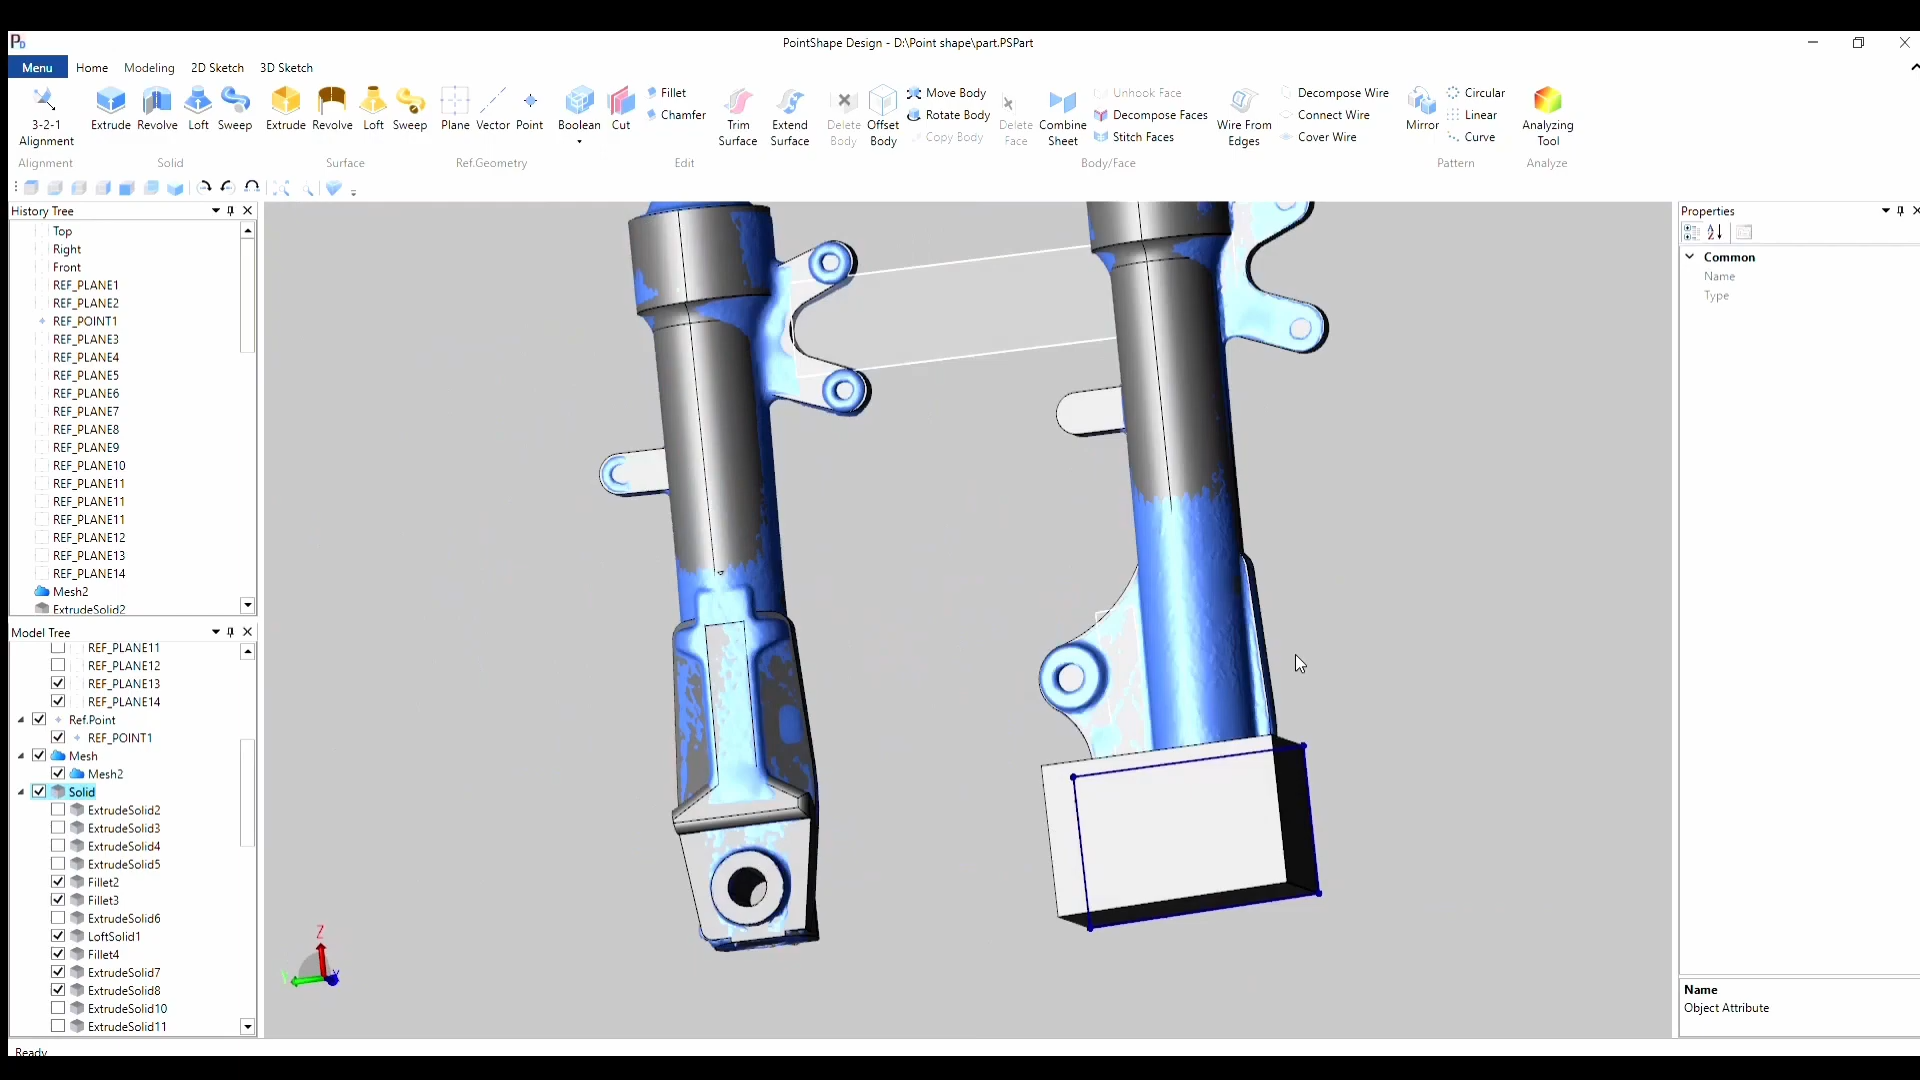 PD
PointShape Design - D:\Point shape\part.PSPart
Menu Home Modeling 2D Sketch 3D Sketch
3-2-1 Alignment
Extrude Revolve Loft Sweep
Extrude Revolve Loft Sweep
Plane Vector Point
Boolean Cut
Fillet
Chamfer
Trim Surface
Extend Surface
Delete Body
Offset Body
Move Body
Rotate Body
Copy Body
Delete Face
Combine Sheet
Unhook Face
Decompose Faces
Stitch Faces
Wire From Edges
Decompose Wire
Connect Wire
Cover Wire
Mirror
Circular
Linear
Curve
Analyzing Tool
Alignment Solid Surface Ref.Geometry Edit Body/Face Pattern Analyze
History Tree
Top
Right
Front
REF_PLANE1
REF_PLANE2
REF_POINT1
REF_PLANE3
REF_PLANE4
REF_PLANE5
REF_PLANE6
REF_PLANE7
REF_PLANE8
REF_PLANE9
REF_PLANE10
REF_PLANE11
REF_PLANE11
REF_PLANE11
REF_PLANE12
REF_PLANE13
REF_PLANE14
Mesh2
ExtrudeSolid2
Model Tree
REF_PLANE11
REF_PLANE12
REF_PLANE13
REF_PLANE14
Ref.Point
REF_POINT1
Mesh
Mesh2
Solid
ExtrudeSolid2
ExtrudeSolid3
ExtrudeSolid4
ExtrudeSolid5
Fillet2
Fillet3
ExtrudeSolid6
LoftSolid1
Fillet4
ExtrudeSolid7
ExtrudeSolid8
ExtrudeSolid10
ExtrudeSolid11
Ready
Z
Properties
Common
Name
Type
Name
Object Attribute